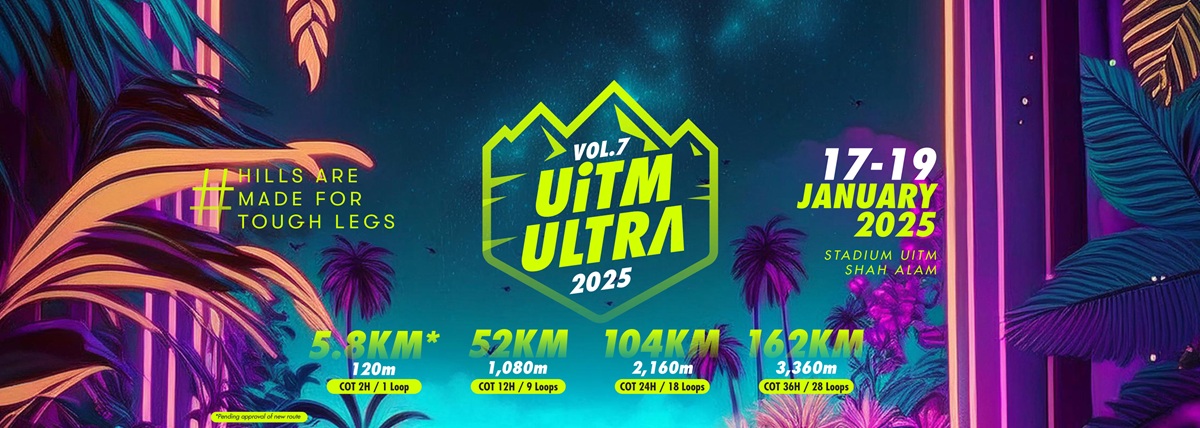 #HILLS ARE
MADE FOR
TOUGH LEGS
VOL.7
UiTM
ULTRA
2025
17-19
JANUARY
2025
STADIUM UITM
SHAH ALAM
5.8KM*
120m
COT 2H / 1 Loop
52KM
1,080m
COT 12H / 9 Loops
104KM
2,160m
COT 24H / 18 Loops
162KM
3,360m
COT 36H / 28 Loops
*Pending approval of new route